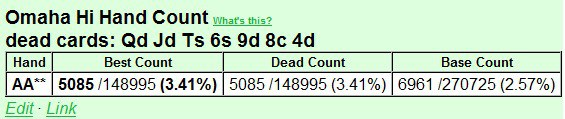 Omaha Hi Hand Count What's this?
dead cards: Qd Jd Ts 6s 9d 8c 4d
Hand Best Count Dead Count Base Count
AA** 5085 /148995 (3.41%) 5085 /148995 (3.41%) 6961 /270725 (2.57%)
Edit · Link